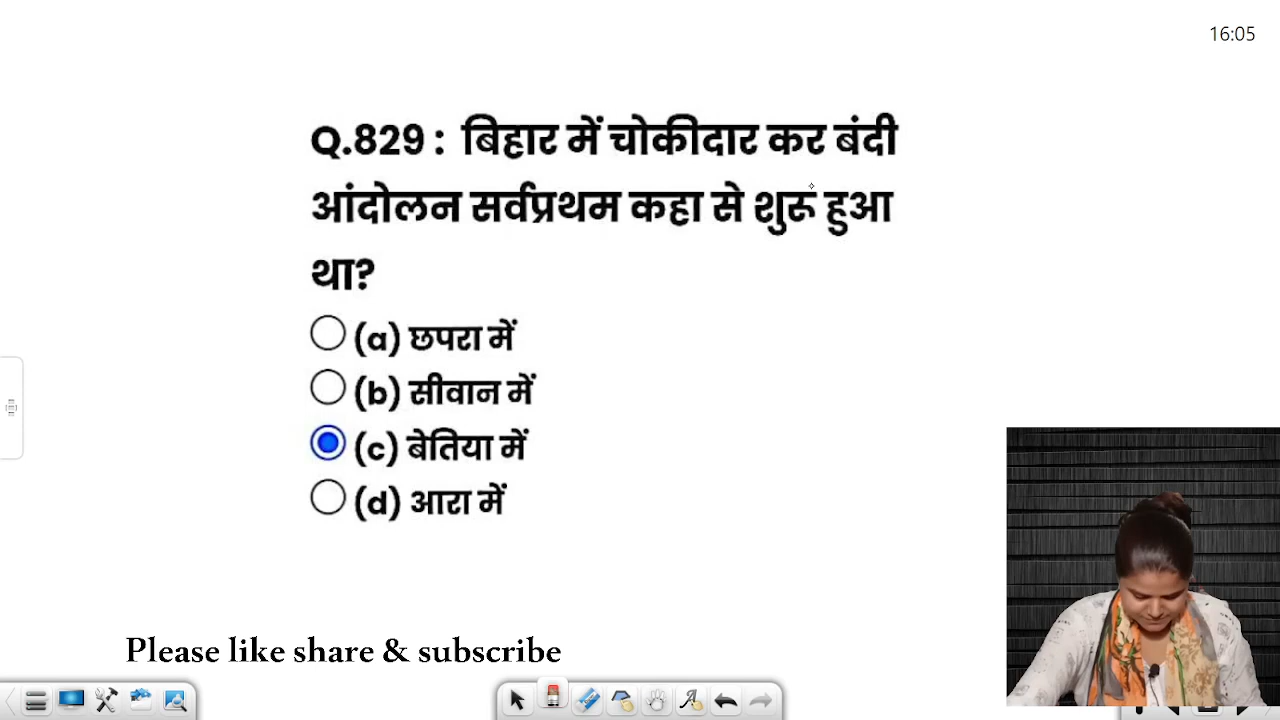 16:05
Q.829 : बिहार में चोकीदार कर बंदी
आंदोलन सर्वप्रथम कहा से शुरू हुआ
था?
(a) छपरा में
(b) सीवान में
(c) बेतिया में
(d) आरा में
Please like share & subscribe